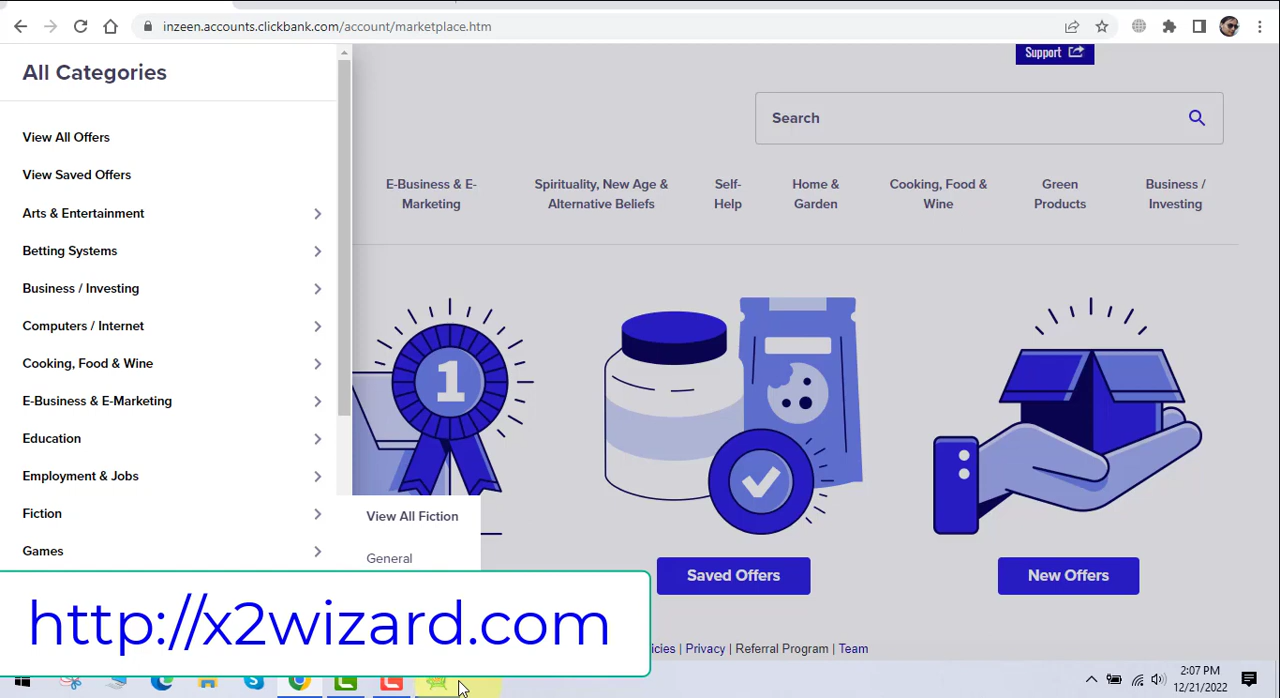 inzeen.accounts.clickbank.com/account/marketplace.htm
All Categories
Support
Search
View All Offers
View Saved Offers
Arts & Entertainment
Betting Systems
Business / Investing
Computers / Internet
Cooking, Food & Wine
E-Business & E-Marketing
Education
Employment & Jobs
Fiction
Games
E-Business & E-
Marketing
Spirituality, New Age &
Alternative Beliefs
Self-
Help
Home &
Garden
Cooking, Food &
Wine
Green
Products
Business /
Investing
1
View All Fiction
General
Saved Offers
New Offers
http://x2wizard.com
| Privacy | Referral Program | Team
2:07 PM
12/21/2022